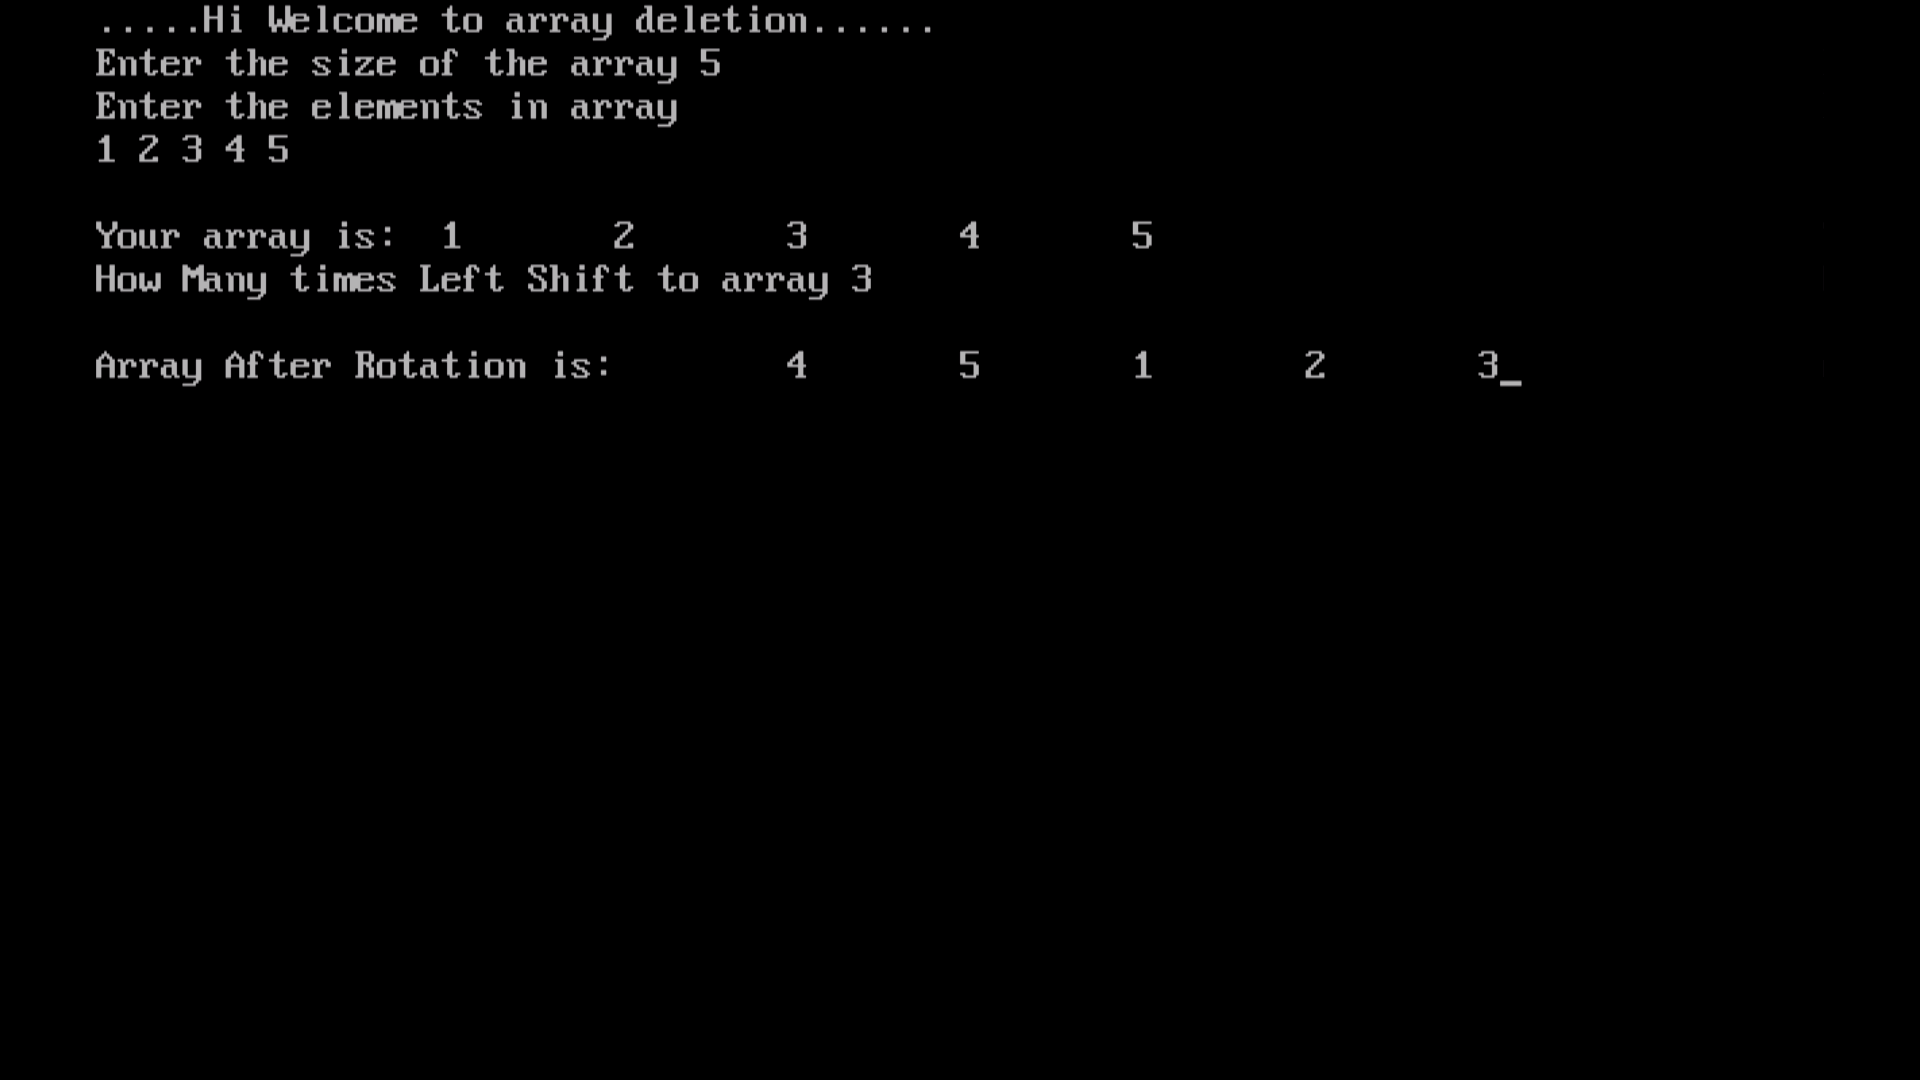 .....Hi Welcome to array deletion......
Enter the size of the array 5
Enter the elements in array
1 2 3 4 5
Your array is: 1 2 3 4 5
How Many times Left Shift to array 3
Array After Rotation is: 4 5 1 2 3_